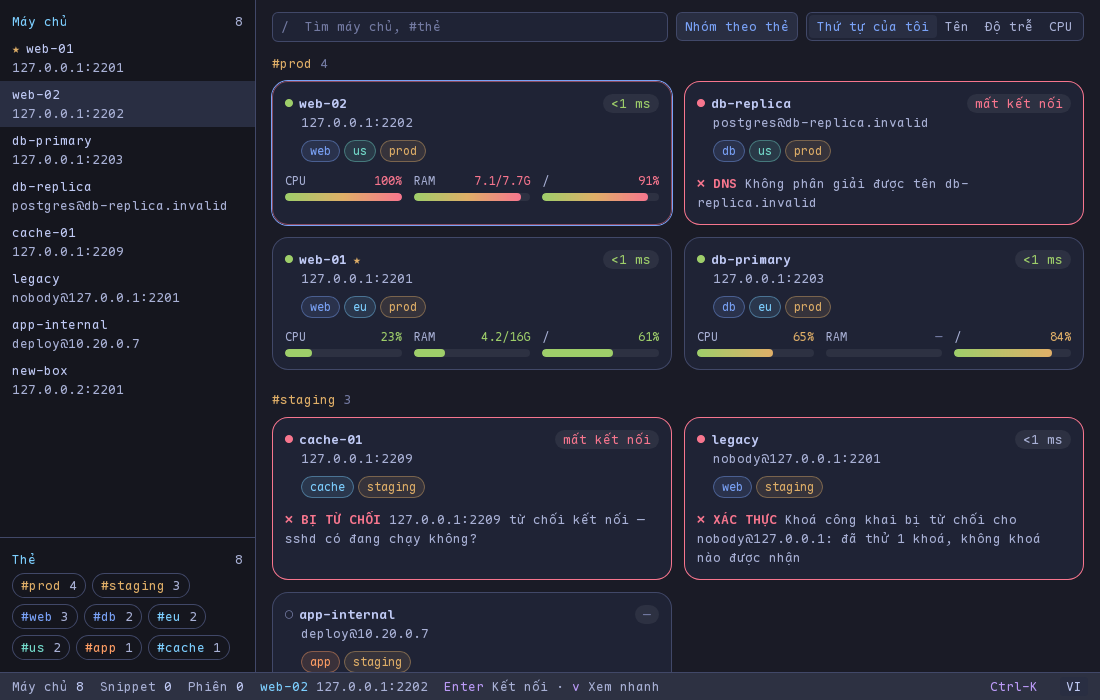 Máy chủ 8
★ web-01
127.0.0.1:2201
web-02
127.0.0.1:2202
db-primary
127.0.0.1:2203
db-replica
postgres@db-replica.invalid
cache-01
127.0.0.1:2209
legacy
nobody@127.0.0.1:2201
app-internal
deploy@10.20.0.7
new-box
127.0.0.2:2201
Thẻ 8
#prod 4 #staging 3
#web 3 #db 2 #eu 2
#us 2 #app 1 #cache 1
/ Tìm máy chủ, #thẻ
Nhóm theo thẻ
Thứ tự của tôi Tên Độ trễ CPU
#prod 4
web-02 <1 ms
127.0.0.1:2202
web us prod
CPU 100% RAM 7.1/7.7G / 91%
db-replica mất kết nối
postgres@db-replica.invalid
db us prod
× DNS Không phân giải được tên db-
replica.invalid
web-01 ★ <1 ms
127.0.0.1:2201
web eu prod
CPU 23% RAM 4.2/16G / 61%
db-primary <1 ms
127.0.0.1:2203
db eu prod
CPU 65% RAM — / 84%
#staging 3
cache-01 mất kết nối
127.0.0.1:2209
cache staging
× BỊ TỪ CHỐI 127.0.0.1:2209 từ chối kết nối —
sshd có đang chạy không?
legacy <1 ms
nobody@127.0.0.1:2201
web staging
× XÁC THỰC Khoá công khai bị từ chối cho
nobody@127.0.0.1: đã thử 1 khoá, không khoá
nào được nhận
app-internal —
deploy@10.20.0.7
app staging
Máy chủ 8 Snippet 0 Phiên 0 web-02 127.0.0.1:2202 Enter Kết nối · v Xem nhanh Ctrl-K VI